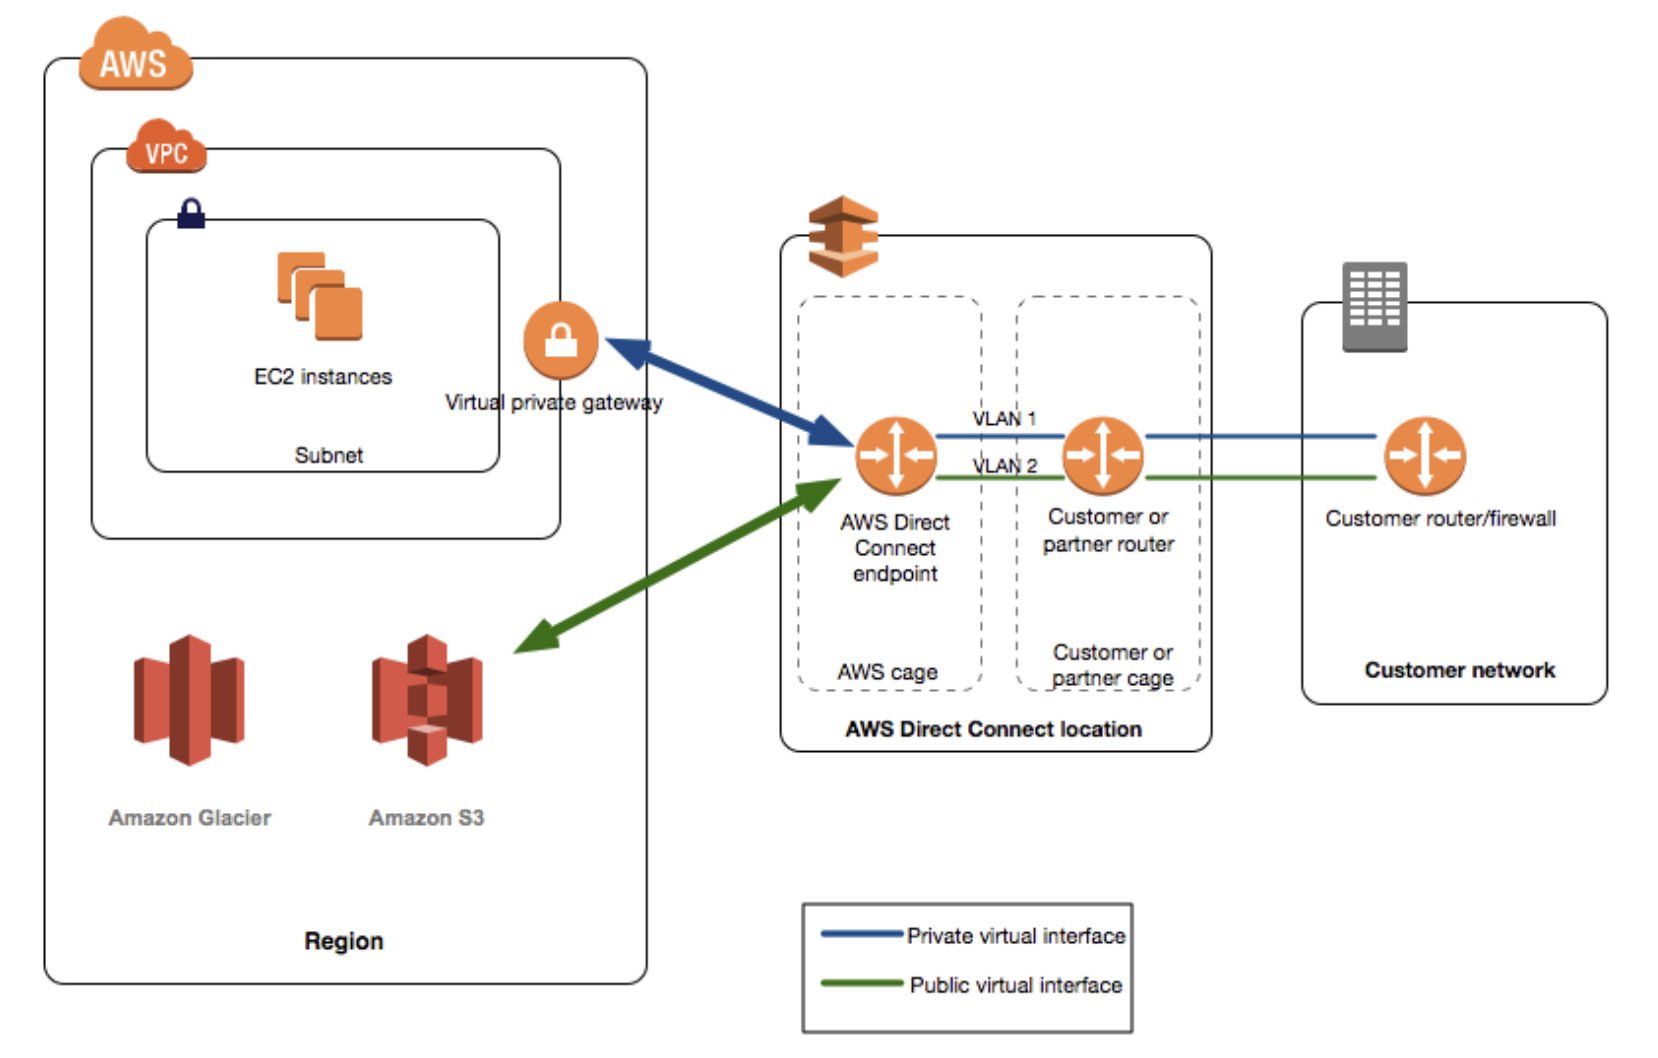 AWS
VPC
EC2 instances
Subnet
Virtual private gateway
Amazon Glacier
Amazon S3
Region
VLAN 1
VLAN 2
AWS Direct
Connect
endpoint
AWS cage
Customer or
partner router
Customer or
partner cage
AWS Direct Connect location
Customer router/firewall
Customer network
Private virtual interface
Public virtual interface